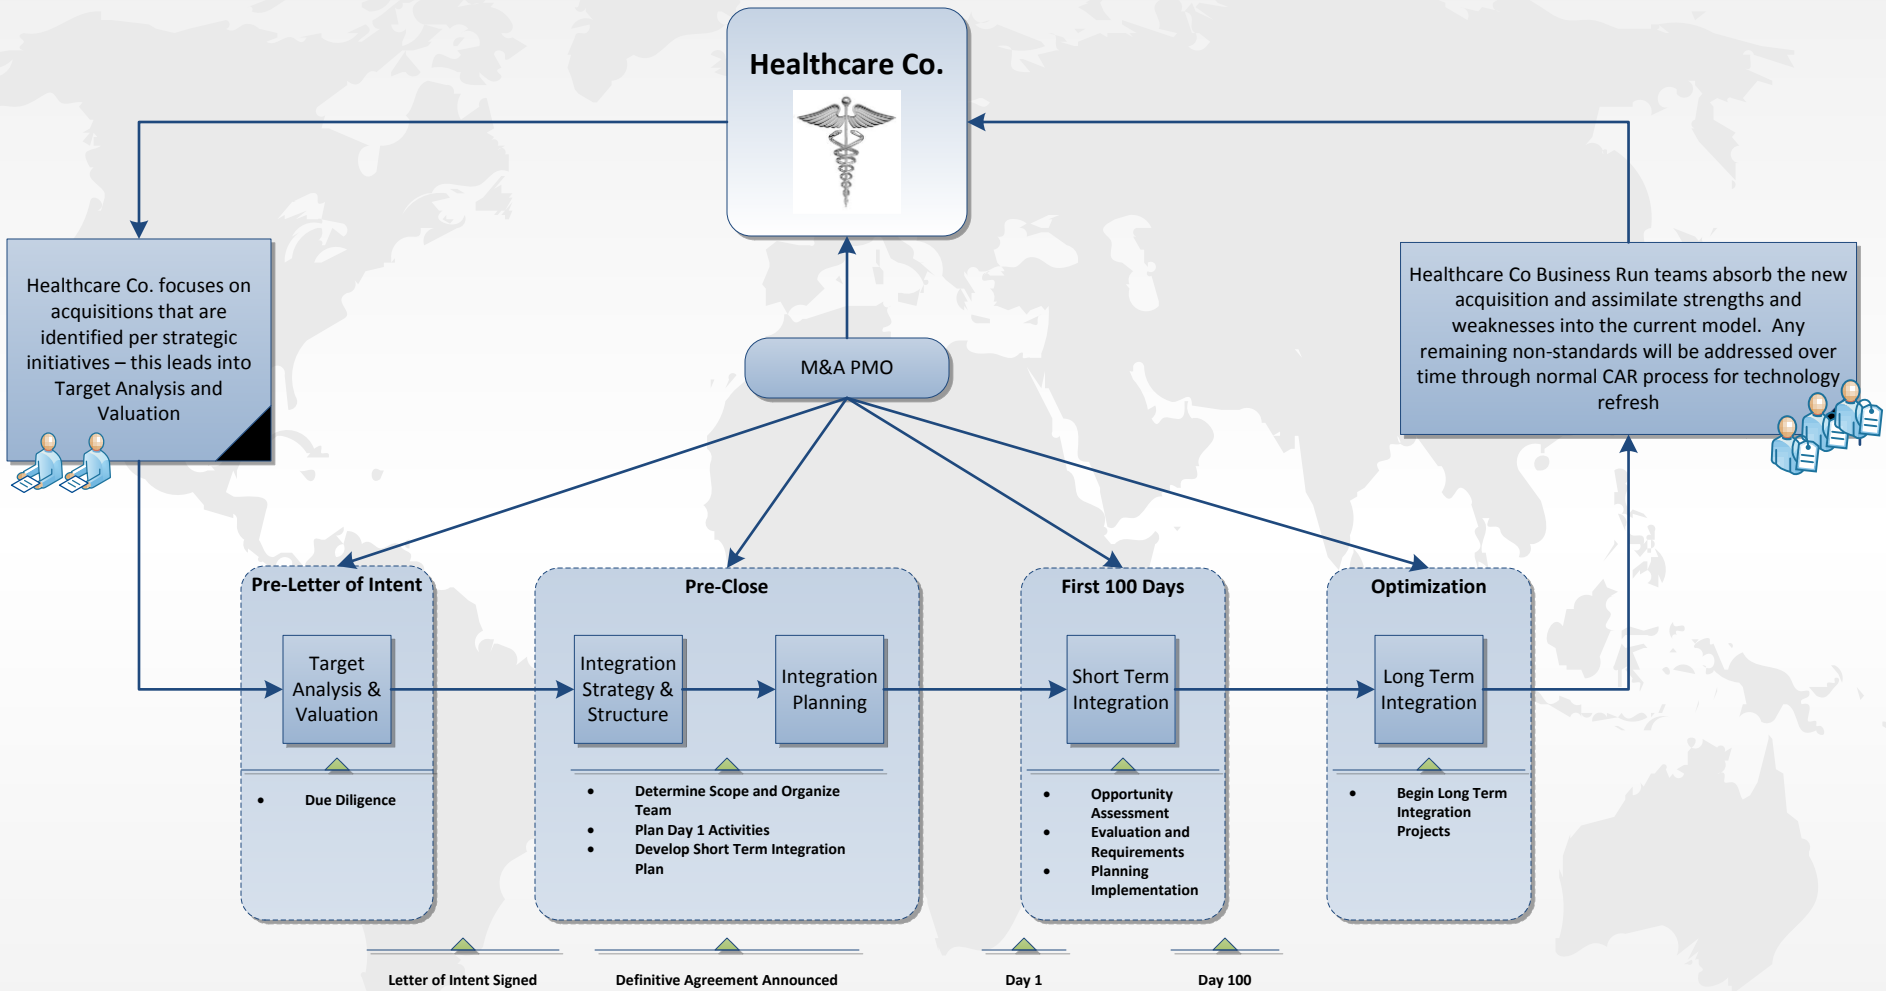 Healthcare Co.
Healthcare Co. focuses on
acquisitions that are
identified per strategic
initiatives – this leads into
Target Analysis and
Valuation
M&A PMO
Healthcare Co Business Run teams absorb the new
acquisition and assimilate strengths and
weaknesses into the current model.  Any
remaining non-standards will be addressed over
time through normal CAR process for technology
refresh
Pre-Letter of Intent
Target
Analysis &
Valuation
• Due Diligence
Pre-Close
Integration
Strategy &
Structure
Integration
Planning
• Determine Scope and Organize
Team
• Plan Day 1 Activities
• Develop Short Term Integration
Plan
First 100 Days
Short Term
Integration
• Opportunity
Assessment
• Evaluation and
Requirements
• Planning
Implementation
Optimization
Long Term
Integration
• Begin Long Term
Integration
Projects
Letter of Intent Signed
Definitive Agreement Announced
Day 1
Day 100